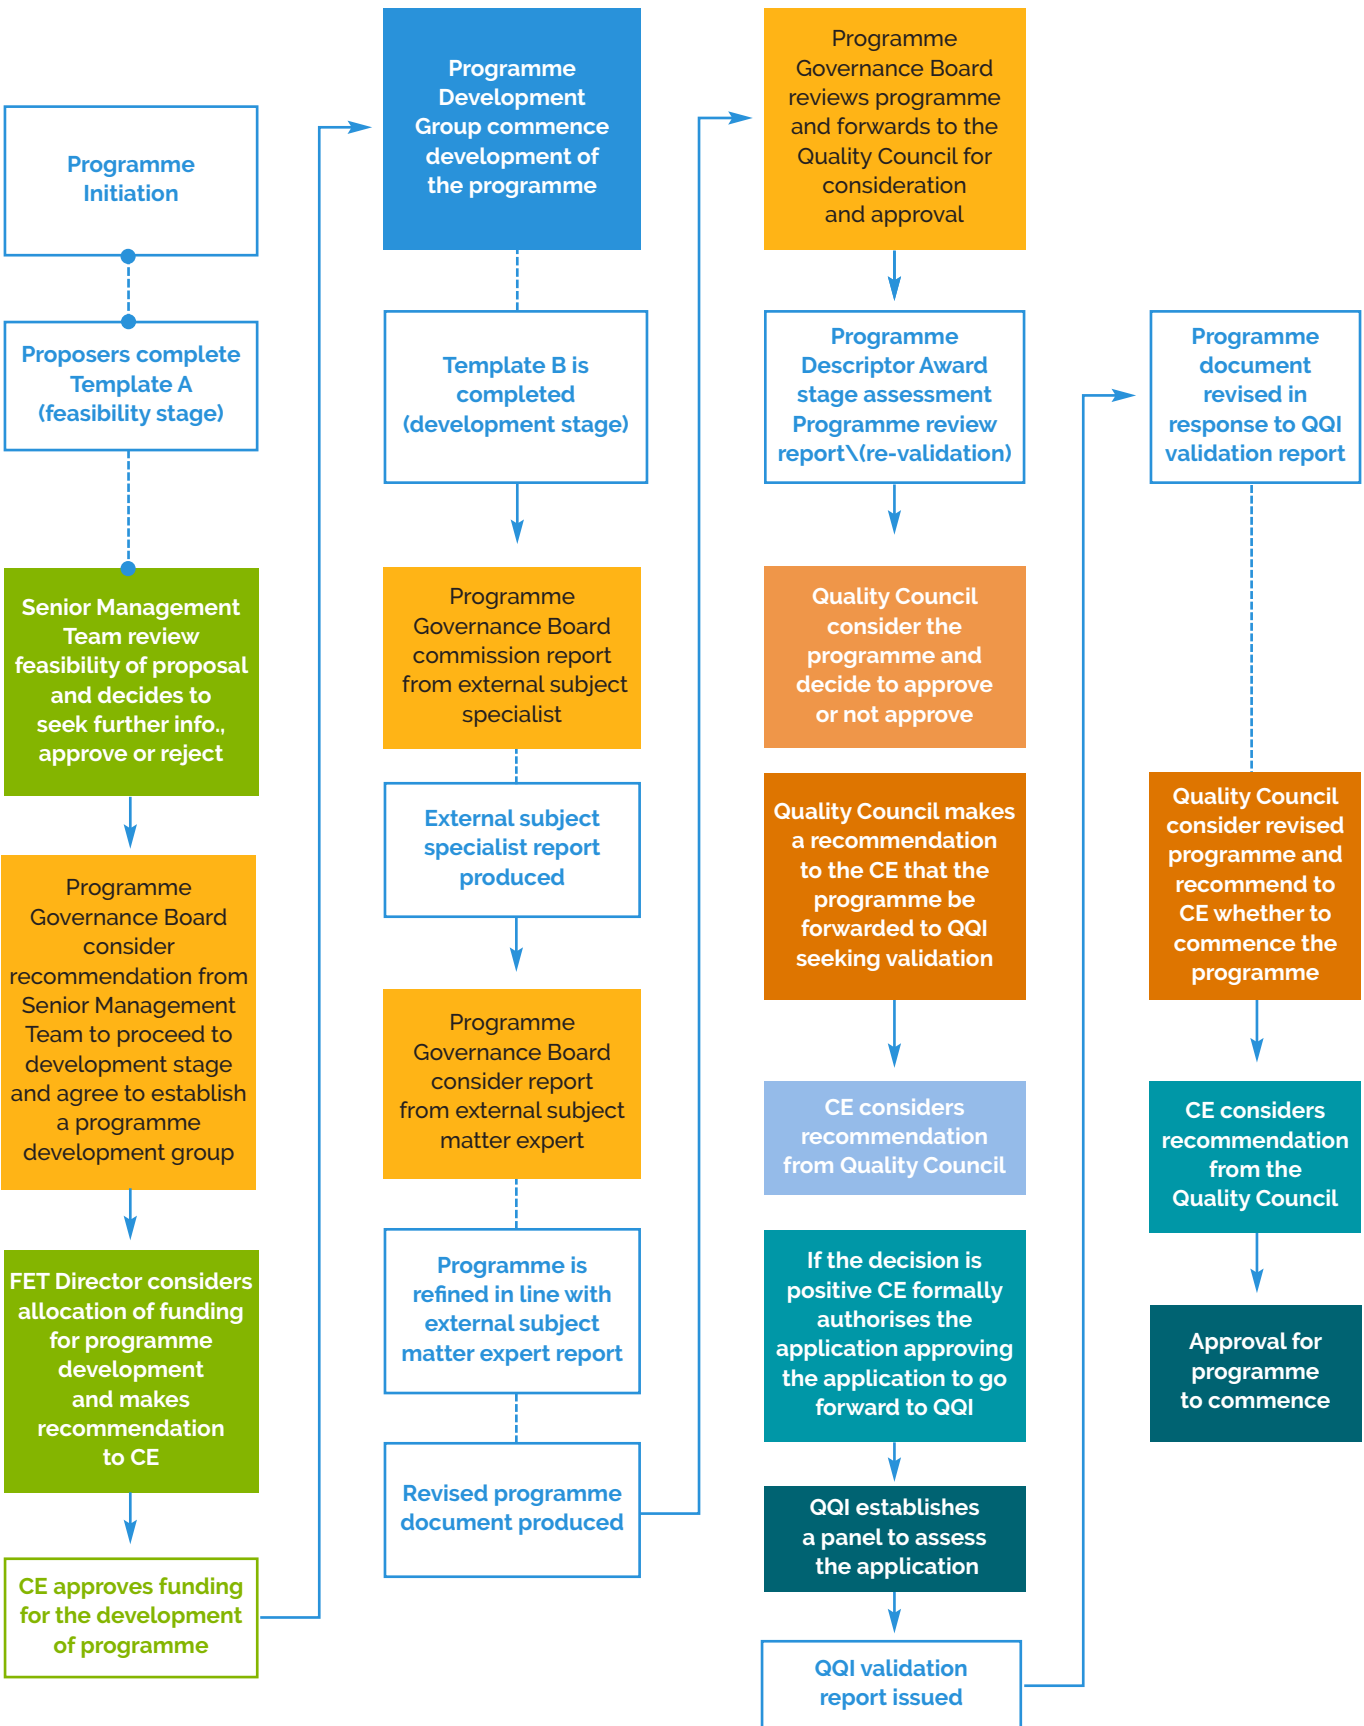 Programme
Initiation
Proposers complete
Template A
(feasibility stage)
Senior Management
Team review
feasibility of proposal
and decides to
seek further info.,
approve or reject
Programme
Governance Board
consider
recommendation from
Senior Management
Team to proceed to
development stage
and agree to establish
a programme
development group
FET Director considers
allocation of funding
for programme
development
and makes
recommendation
to CE
CE approves funding
for the development
of programme
Programme
Development
Group commence
development of
the programme
Template B is
completed
(development stage)
Programme
Governance Board
commission report
from external subject
specialist
External subject
specialist report
produced
Programme
Governance Board
consider report
from external subject
matter expert
Programme is
refined in line with
external subject
matter expert report
Revised programme
document produced
Programme
Governance Board
reviews programme
and forwards to the
Quality Council for
consideration
and approval
Programme
Descriptor Award
stage assessment
Programme review
report\(re-validation)
Quality Council
consider the
programme and
decide to approve
or not approve
Quality Council makes
a recommendation
to the CE that the
programme be
forwarded to QQI
seeking validation
CE considers
recommendation
from Quality Council
If the decision is
positive CE formally
authorises the
application approving
the application to go
forward to QQI
QQI establishes
a panel to assess
the application
QQI validation
report issued
Programme
document
revised in
response to QQI
validation report
Quality Council
consider revised
programme and
recommend to
CE whether to
commence the
programme
CE considers
recommendation
from the
Quality Council
Approval for
programme
to commence